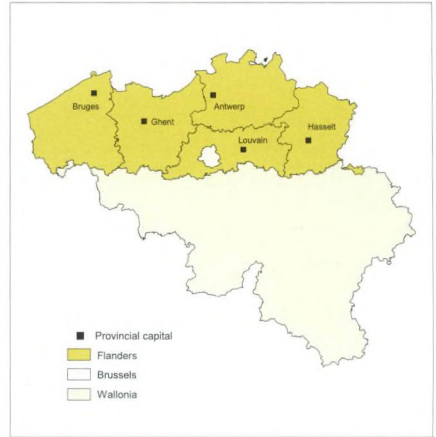 Bruges
Ghent
Antwerp
Hasselt
Louvain
Provincial capital
Flanders
Brussels
Wallonia